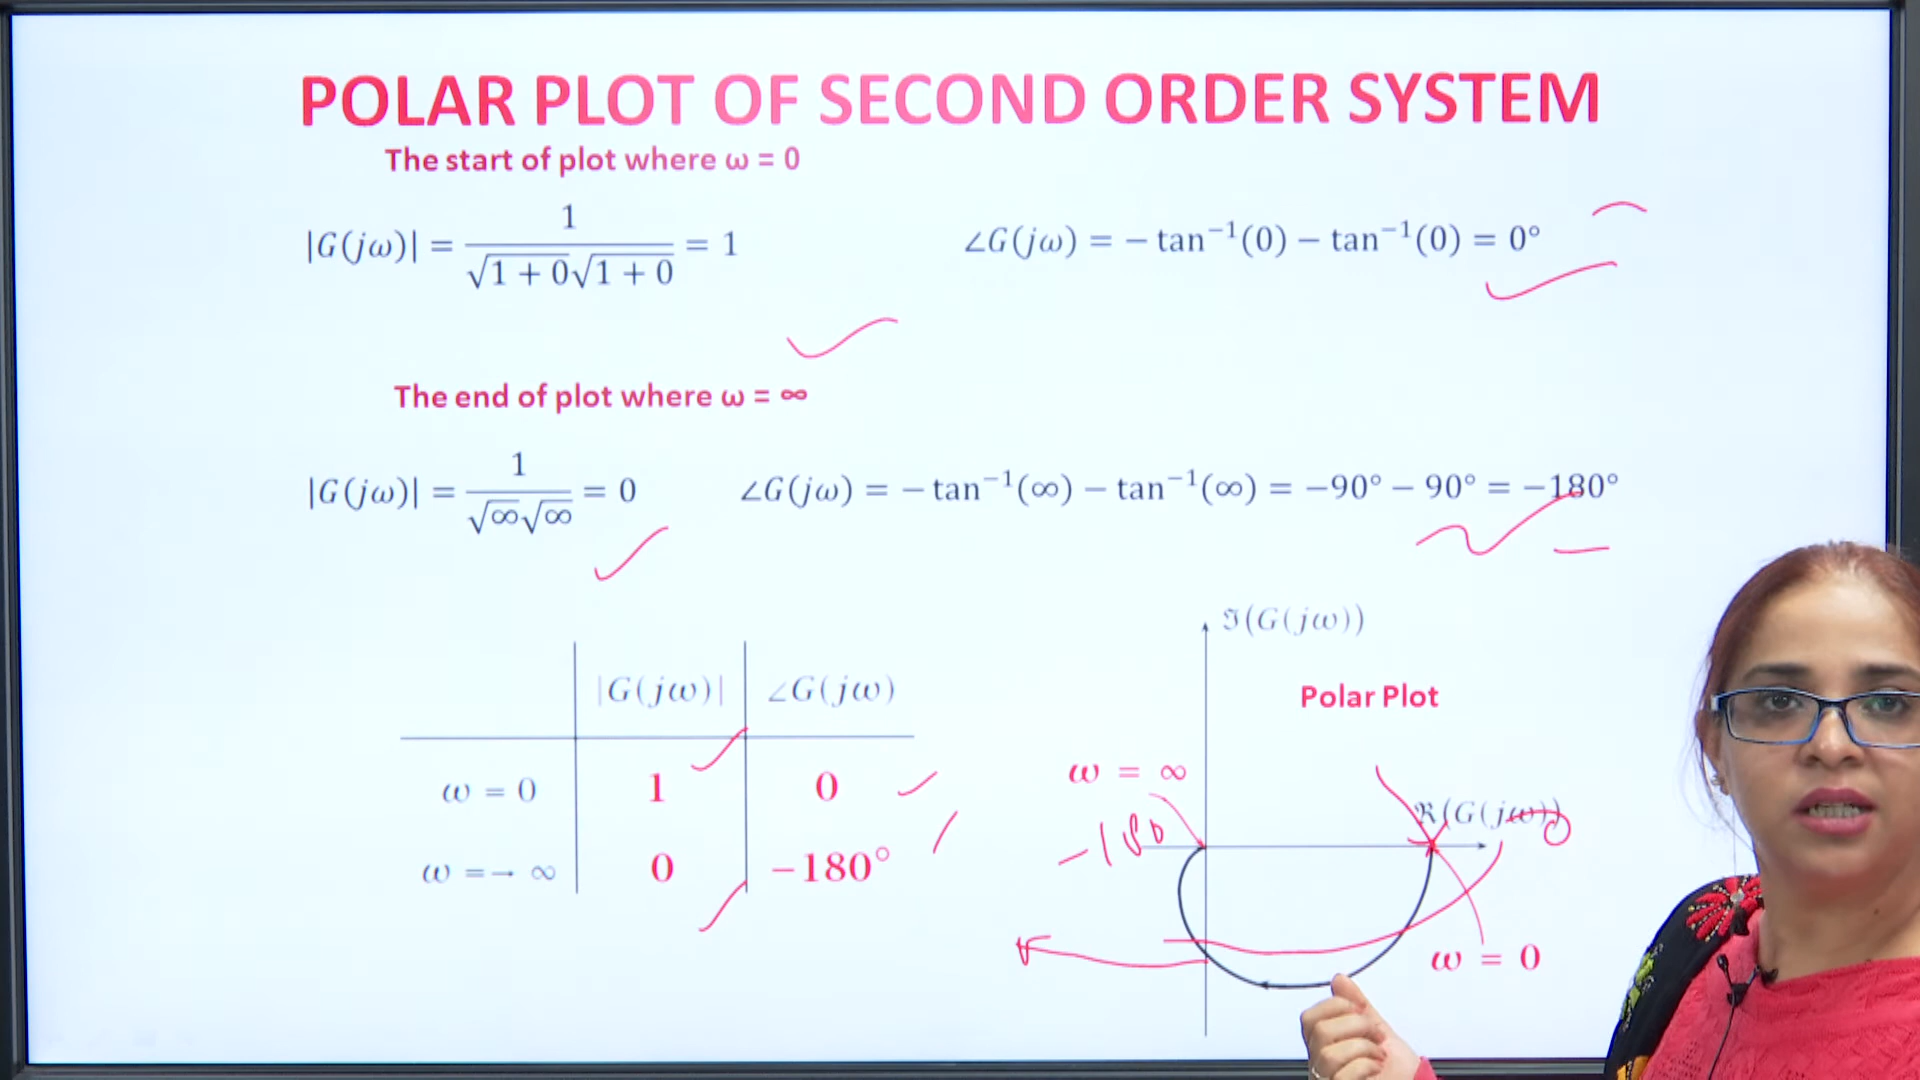 POLAR PLOT OF SECOND ORDER SYSTEM
The start of plot where ω = 0
|G(jω)| = 1 / √1 + 0√1 + 0 = 1
∠G(jω) = − tan⁻¹(0) − tan⁻¹(0) = 0°
The end of plot where ω = ∞
|G(jω)| = 1 / √∞√∞ = 0
∠G(jω) = − tan⁻¹(∞) − tan⁻¹(∞) = −90° − 90° = −180°
|G(jω)| ∠G(jω)
ω = 0 1 0
ω =→ ∞ 0 −180°
ℑ(G(jω))
Polar Plot
ω = ∞
-180
ℜ(G(jω))
0
ω = 0